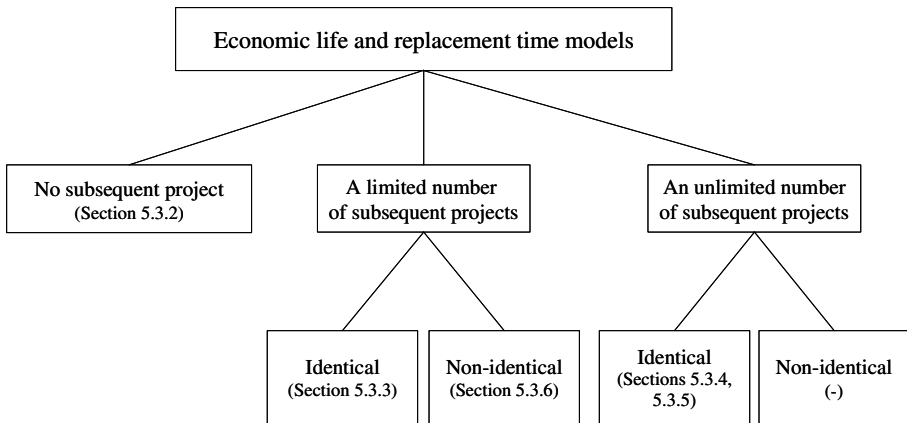 Economic life and replacement time models
No subsequent project
(Section 5.3.2)
A limited number
of subsequent projects
An unlimited number
of subsequent projects
Identical
(Section 5.3.3)
Non-identical
(Section 5.3.6)
Identical
(Sections 5.3.4,
5.3.5)
Non-identical
(-)